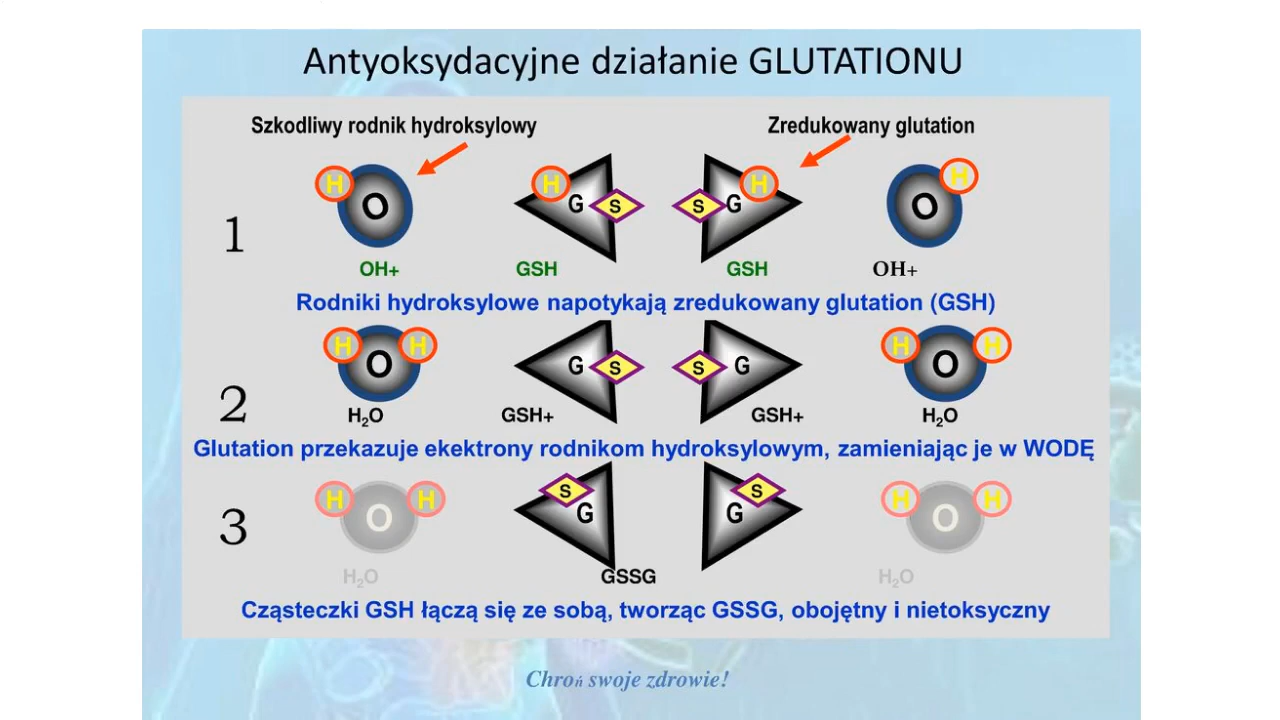 Antyoksydacyjne działanie GLUTATIONU
Szkodliwy rodnik hydroksylowy
Zredukowany glutation
H O H G S S G H O H
1
OH+ GSH GSH OH+
Rodniki hydroksylowe napotykają zredukowany glutation (GSH)
H O H G S S G H O H
2
H₂O GSH+ GSH+ H₂O
Glutation przekazuje ekektrony rodnikom hydroksylowym, zamieniając je w WODĘ
H O H S G S G H O H
3
H₂O GSSG H₂O
Cząsteczki GSH łączą się ze sobą, tworząc GSSG, obojętny i nietoksyczny
Chroń swoje zdrowie!